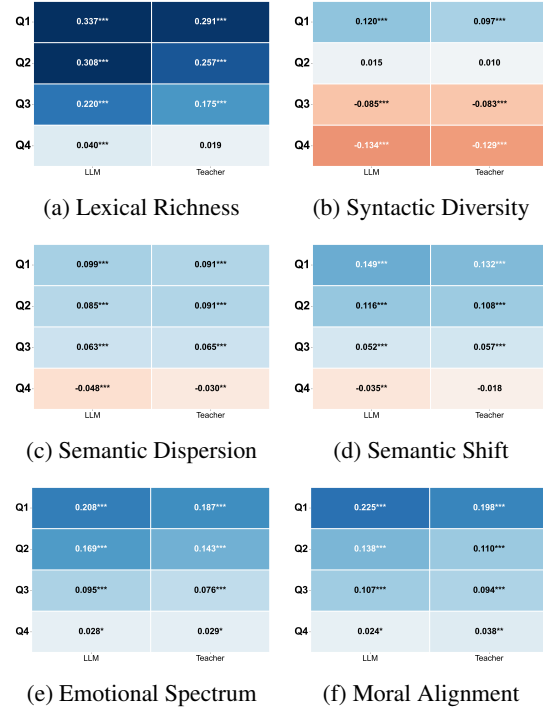 Q1 0.337*** 0.291***
Q2 0.308*** 0.257***
Q3 0.220*** 0.175***
Q4 0.040*** 0.019
LLM Teacher
(a) Lexical Richness
Q1 0.120*** 0.097***
Q2 0.015 0.010
Q3 -0.085*** -0.083***
Q4 -0.134*** -0.129***
LLM Teacher
(b) Syntactic Diversity
Q1 0.099*** 0.091***
Q2 0.085*** 0.091***
Q3 0.063*** 0.065***
Q4 -0.048*** -0.030**
LLM Teacher
(c) Semantic Dispersion
Q1 0.149*** 0.132***
Q2 0.116*** 0.108***
Q3 0.052*** 0.057***
Q4 -0.035** -0.018
LLM Teacher
(d) Semantic Shift
Q1 0.208*** 0.187***
Q2 0.169*** 0.143***
Q3 0.095*** 0.076***
Q4 0.028* 0.029*
LLM Teacher
(e) Emotional Spectrum
Q1 0.225*** 0.198***
Q2 0.138*** 0.110***
Q3 0.107*** 0.094***
Q4 0.024* 0.038**
LLM Teacher
(f) Moral Alignment